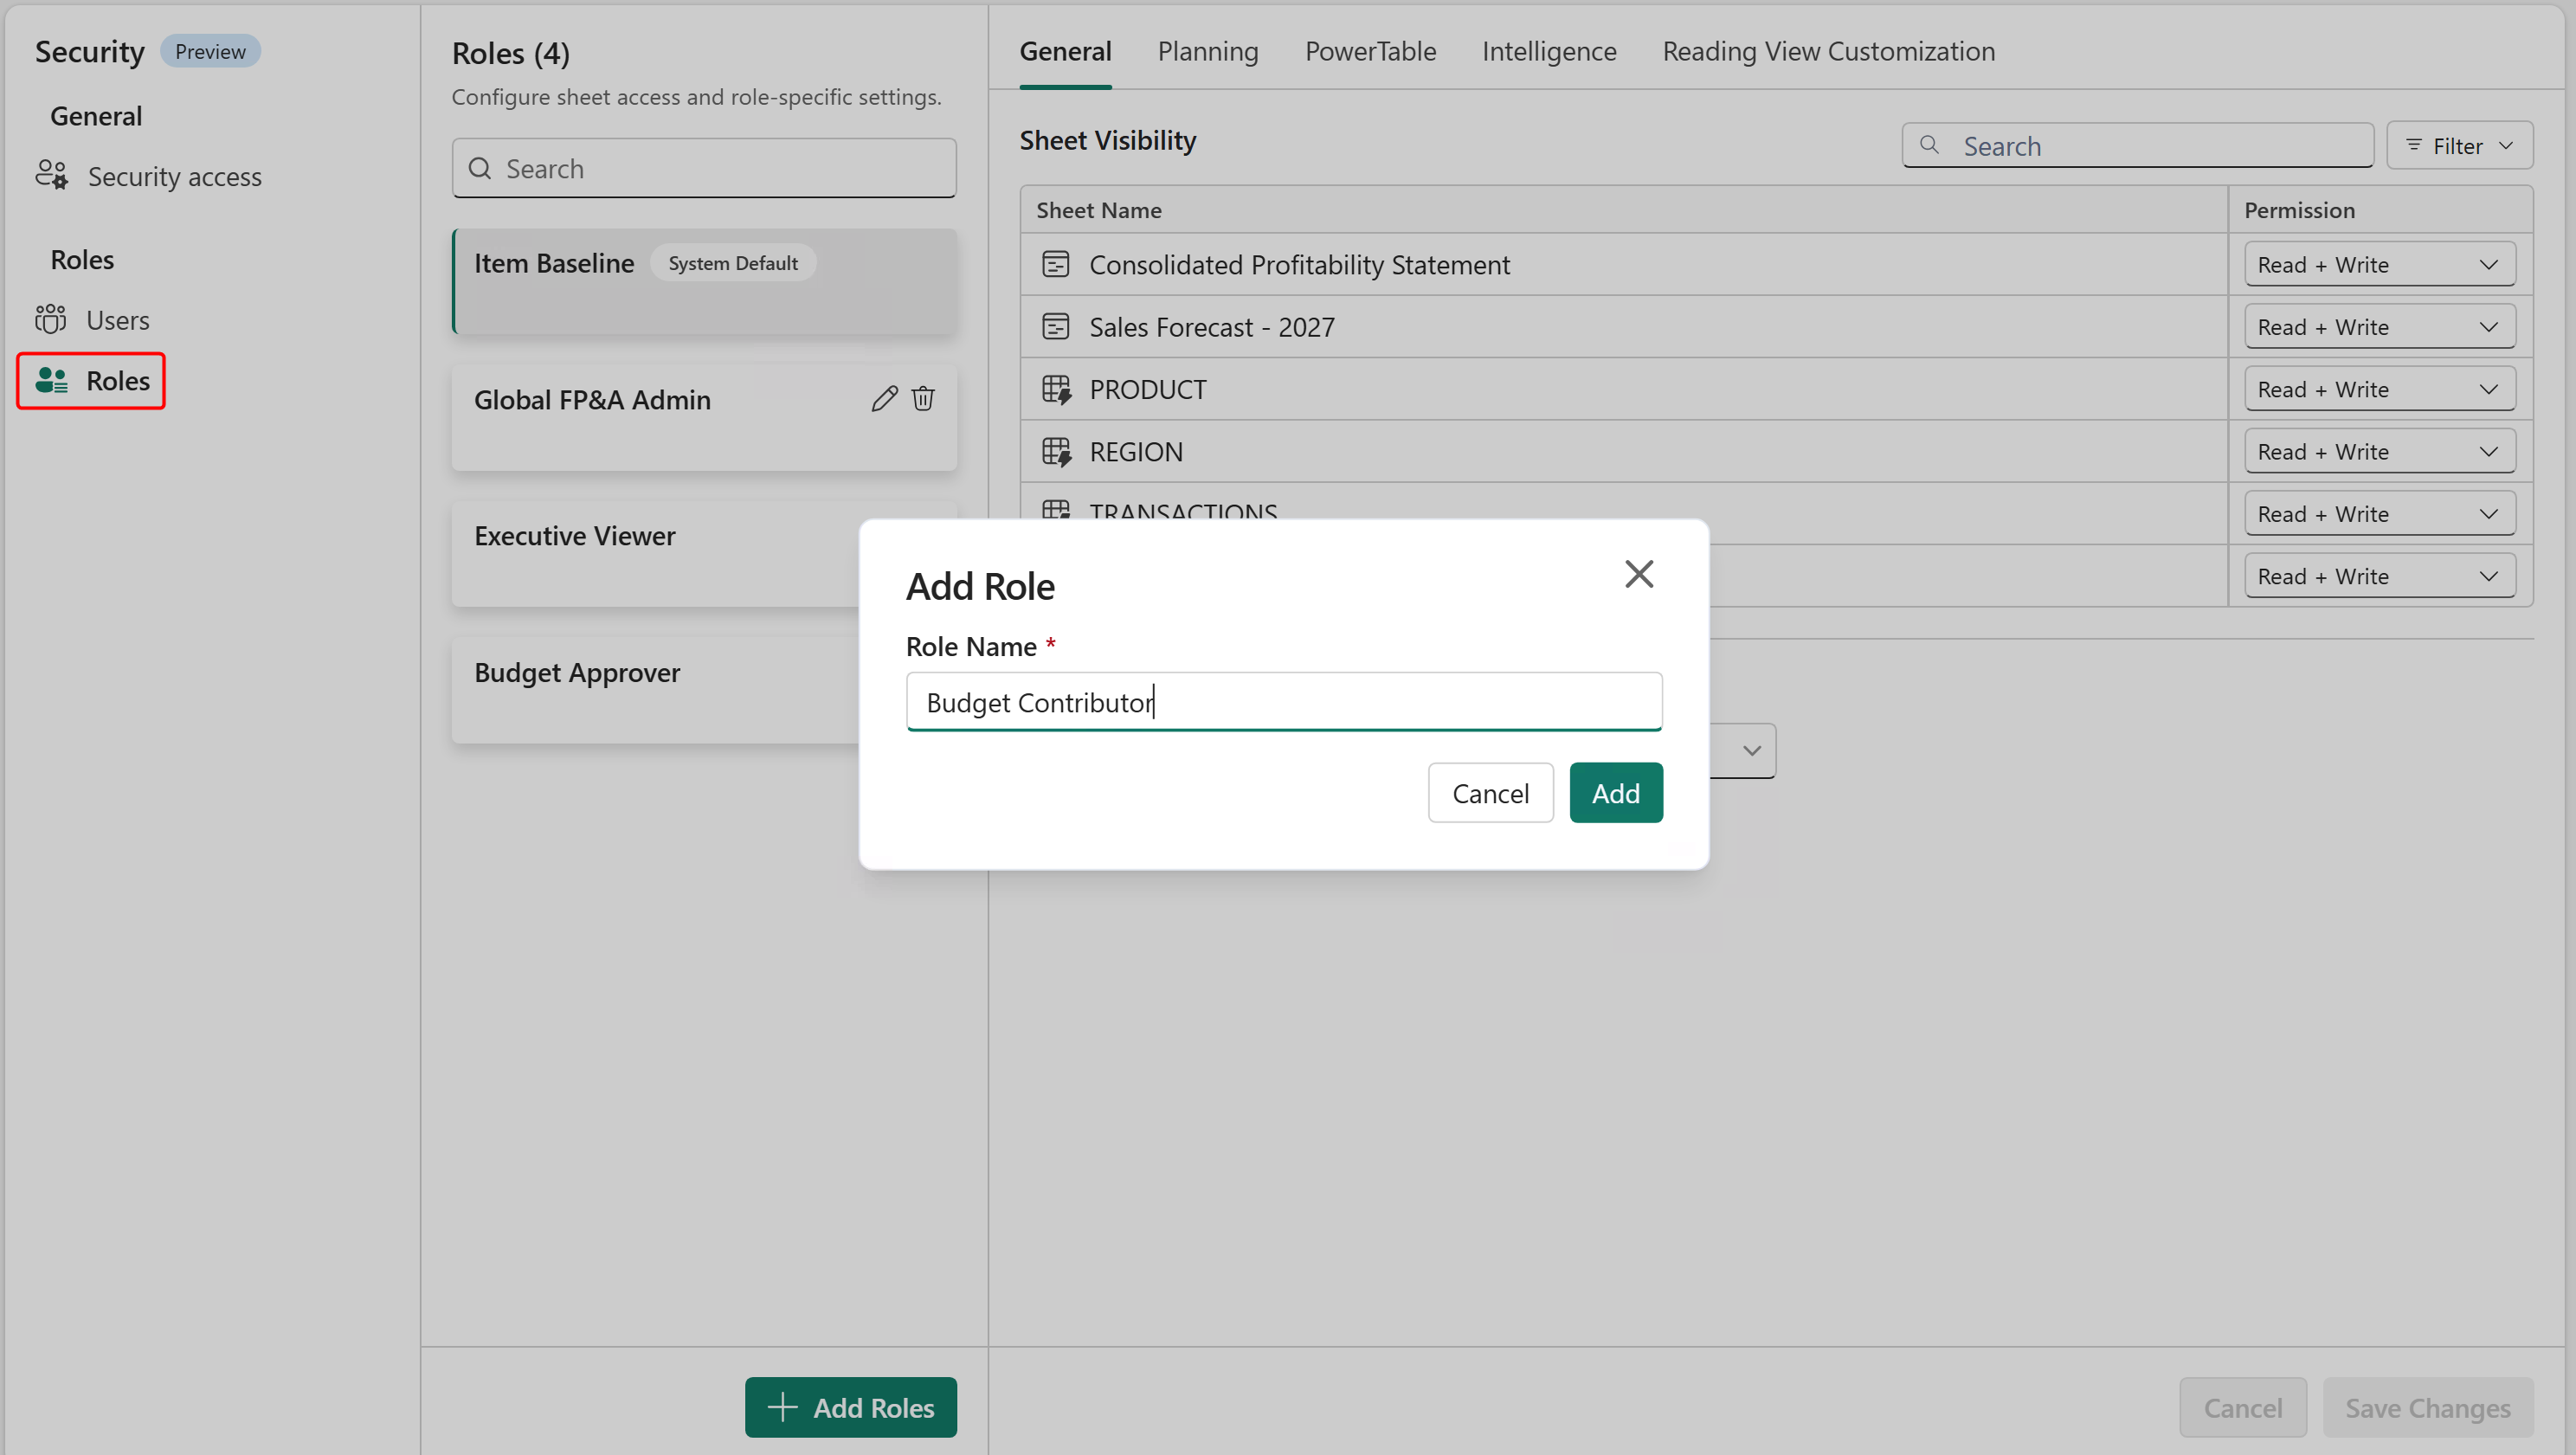 Security Preview
General
Security access
Roles
Users
Roles
Roles (4)
Configure sheet access and role-specific settings.
Search
Item Baseline System Default
Global FP&A Admin
Executive Viewer
Budget Approver
Add Roles
General Planning PowerTable Intelligence Reading View Customization
Sheet Visibility
Search
Filter
Sheet Name Permission
Consolidated Profitability Statement Read + Write
Sales Forecast - 2027 Read + Write
PRODUCT Read + Write
REGION Read + Write
TRANSACTIONS Read + Write
Read + Write
Add Role
Role Name *
Budget Contributor
Cancel Add
Cancel Save Changes